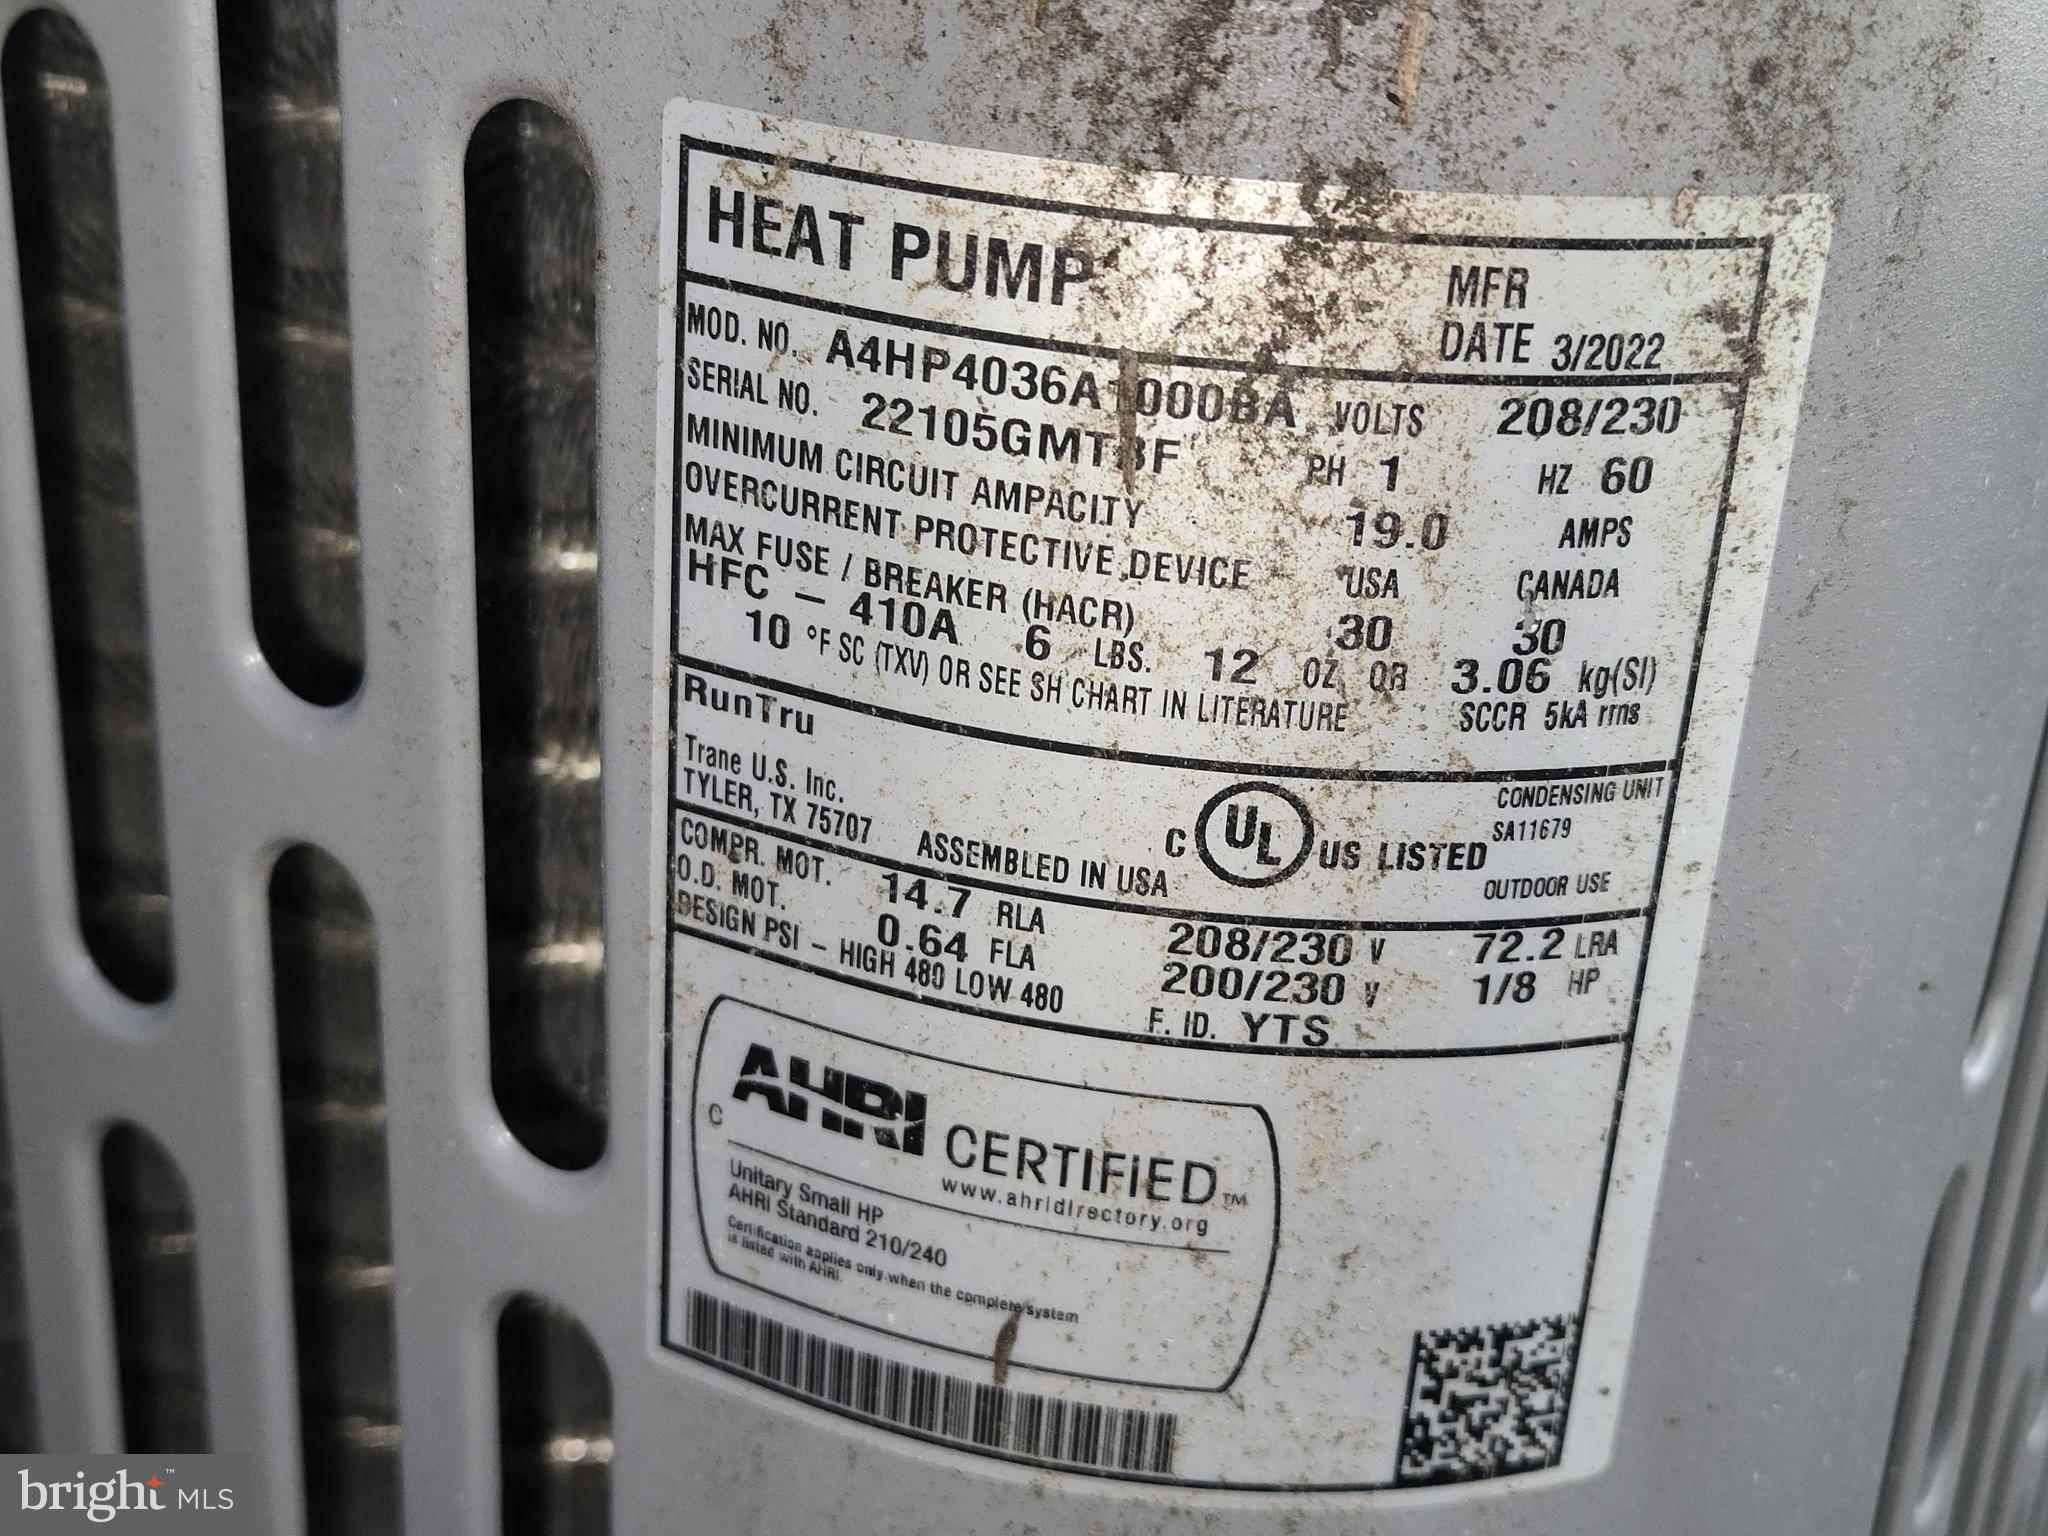 HEAT PUMP
MFR
DATE 3/2022
MOD. NO. A4HP4036A1000BA VOLTS 208/230
SERIAL NO. PH 1 HZ 60
MINIMUM CIRCUIT AMPACITY 19.0 AMPS
OVERCURRENT PROTECTIVE DEVICE USA CANADA
MAX FUSE / BREAKER (HACR) 30 30
HFC - 410A 6 LBS. 12 OZ OR 3.06 kg(SI)
10 °F SC (TXV) OR SEE SH CHART IN LITERATURE SCCR 5kA rms
RunTru
Trane U.S. Inc.
TYLER, TX 75707 ASSEMBLED IN USA
C UL US LISTED
CONDENSING UNIT
SA11679
OUTDOOR USE
COMPR. MOT. 14.7 RLA 208/230 V 72.2 LRA
O.D. MOT. 0.64 FLA 200/230 V 1/8 HP
DESIGN PSI - HIGH 480 LOW 480 F. ID. YTS
C AHRI CERTIFIED™
www.ahridirectory.org
Unitary Small HP
AHRI Standard 210/240
Certification applies only when the complete system
is listed with AHRI.
bright™ MLS